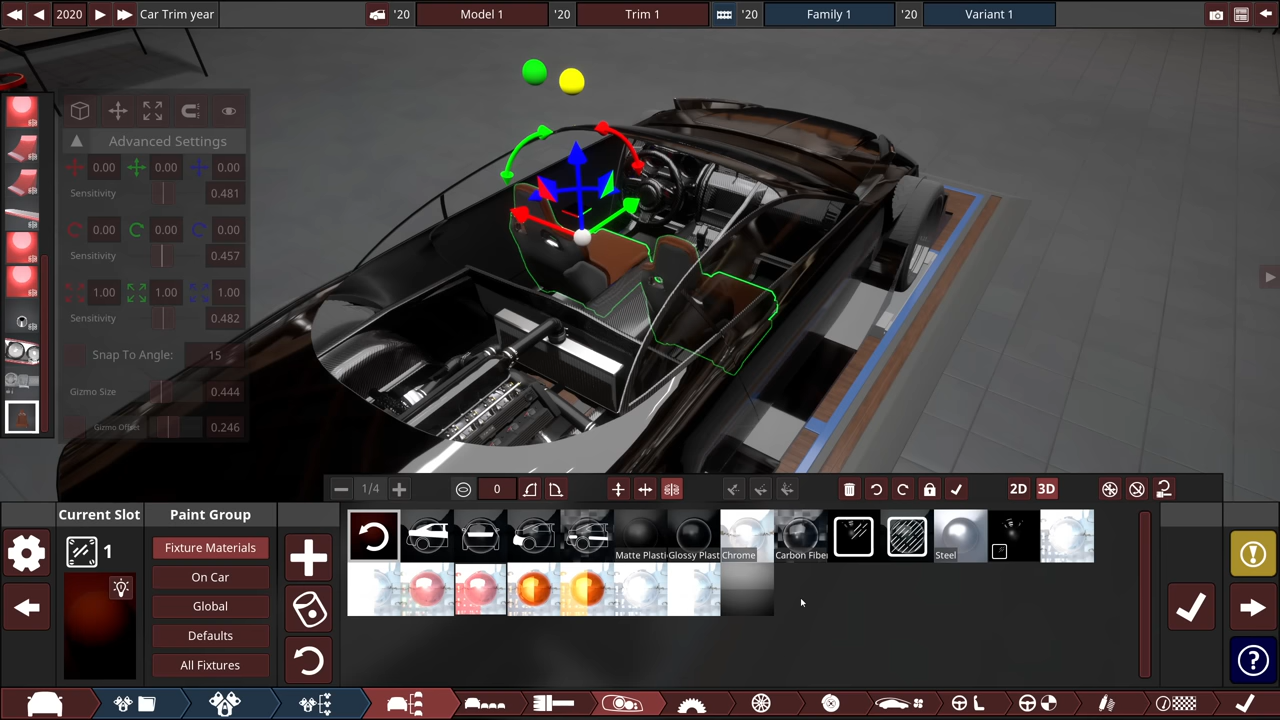 2020 Car Trim year '20 Model 1 '20 Trim 1 '20 Family 1 '20 Variant 1
Advanced Settings
0.00 0.00 0.00
Sensitivity 0.481
0.00 0.00 0.00
Sensitivity 0.457
1.00 1.00 1.00
Sensitivity 0.482
Snap To Angle: 15
Gizmo Size 0.444
Gizmo Offset 0.246
1/4 0 2D 3D
Current Slot
1
Paint Group
Fixture Materials
On Car
Global
Defaults
All Fixtures
Matte Plasti Glossy Plast Chrome Carbon Fiber Steel